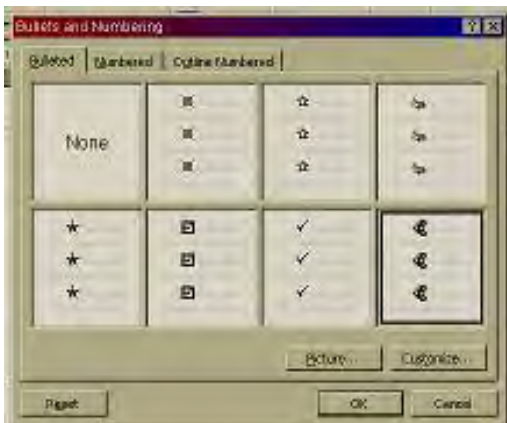 Bullets and Numbering
Bulleted Numbered Outline Numbered
None
Picture... Customize...
Reset OK Cancel